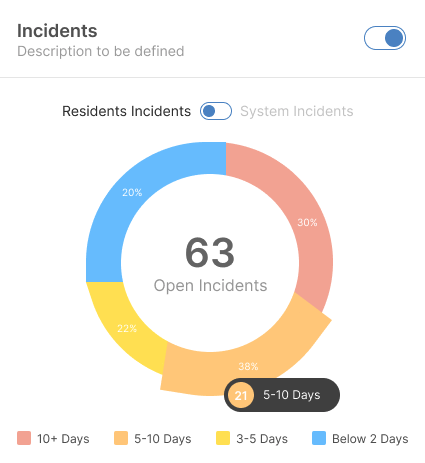 Incidents
Description to be defined
Residents Incidents System Incidents
20%
30%
63
Open Incidents
22%
38%
21 5-10 Days
10+ Days 5-10 Days 3-5 Days Below 2 Days